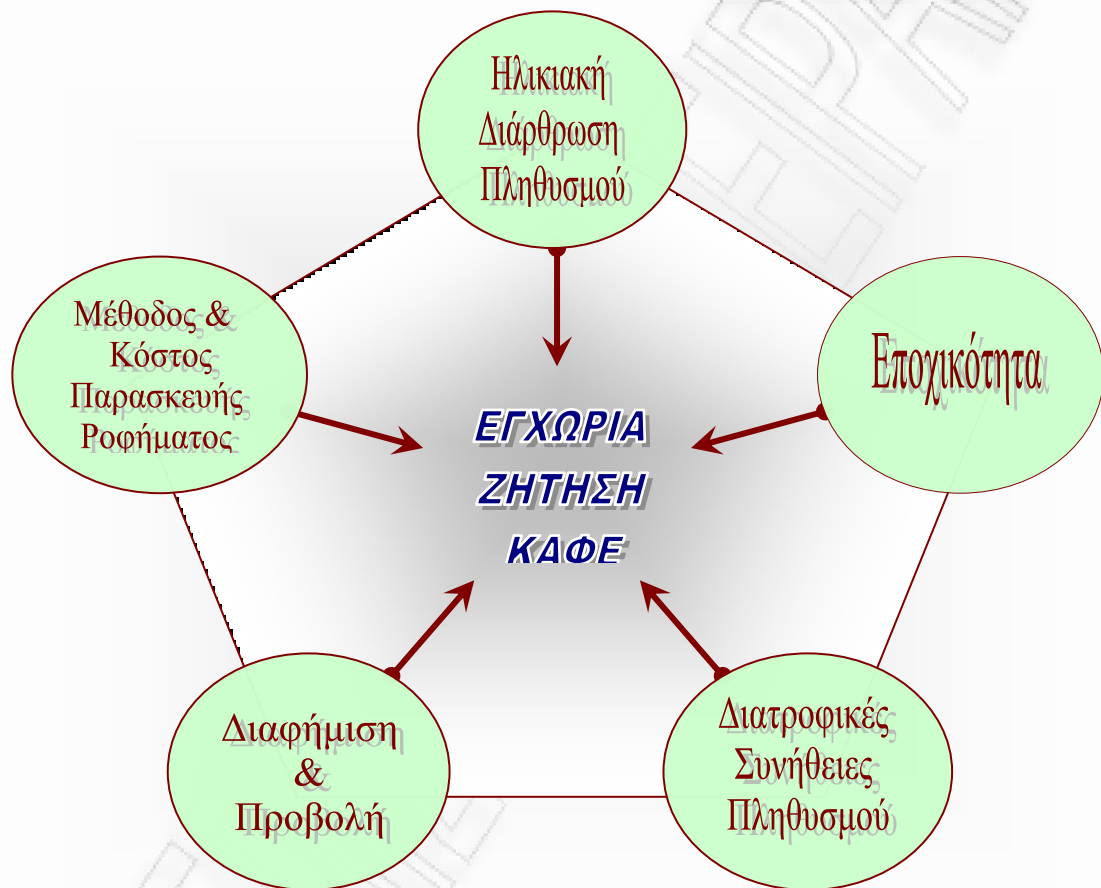 Ηλικιακή
Διάρθρωση
Πληθυσμού
Μέθοδος &
Κόστος
Παρασκευής
Ροφήματος
Εποχικότητα
ΕΓΧΩΡΙΑ
ΖΗΤΗΣΗ
ΚΑΦΕ
Διαφήμιση
&
Προβολή
Διατροφικές
Συνήθειες
Πληθυσμού